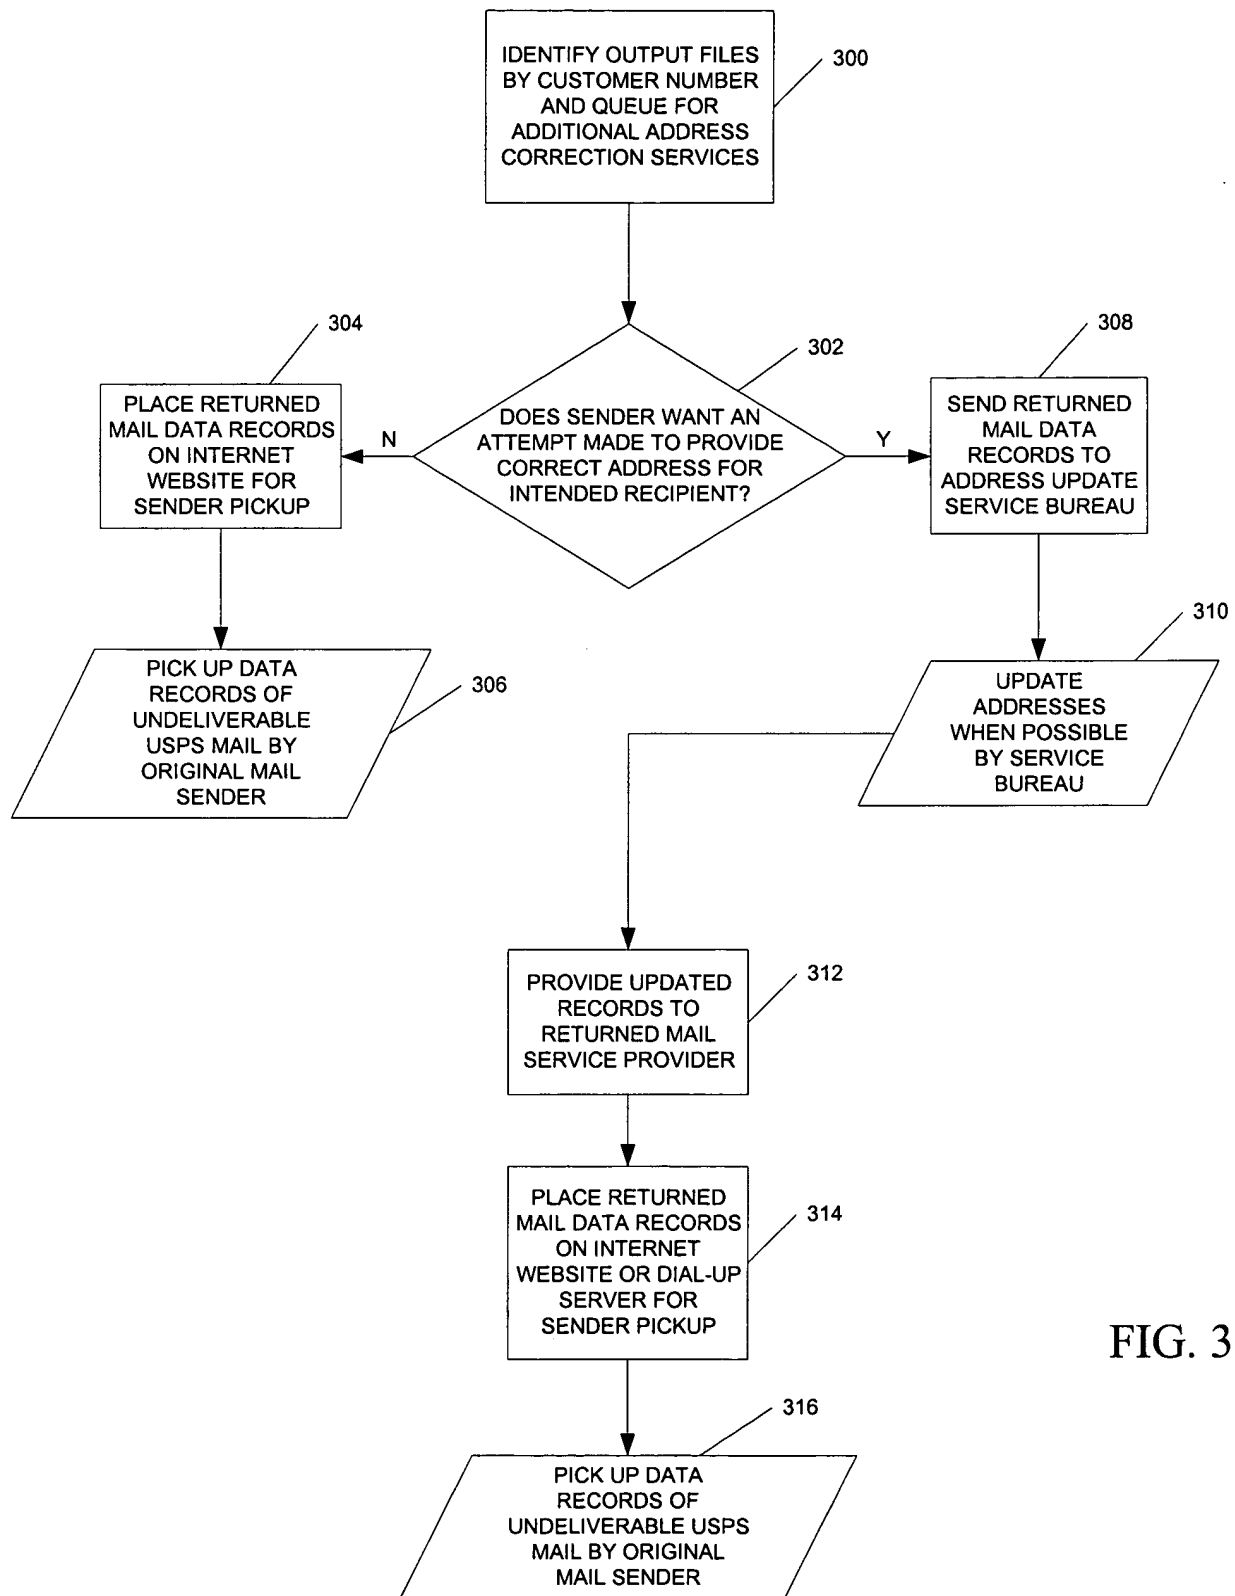 IDENTIFY OUTPUT FILES
BY CUSTOMER NUMBER
AND QUEUE FOR
ADDITIONAL ADDRESS
CORRECTION SERVICES
300
302
DOES SENDER WANT AN
ATTEMPT MADE TO PROVIDE
CORRECT ADDRESS FOR
INTENDED RECIPIENT?
N
Y
304
PLACE RETURNED
MAIL DATA RECORDS
ON INTERNET
WEBSITE FOR
SENDER PICKUP
306
PICK UP DATA
RECORDS OF
UNDELIVERABLE
USPS MAIL BY
ORIGINAL MAIL
SENDER
308
SEND RETURNED
MAIL DATA
RECORDS TO
ADDRESS UPDATE
SERVICE BUREAU
310
UPDATE
ADDRESSES
WHEN POSSIBLE
BY SERVICE
BUREAU
312
PROVIDE UPDATED
RECORDS TO
RETURNED MAIL
SERVICE PROVIDER
314
PLACE RETURNED
MAIL DATA RECORDS
ON INTERNET
WEBSITE OR DIAL-UP
SERVER FOR
SENDER PICKUP
316
PICK UP DATA
RECORDS OF
UNDELIVERABLE USPS
MAIL BY ORIGINAL
MAIL SENDER
FIG. 3